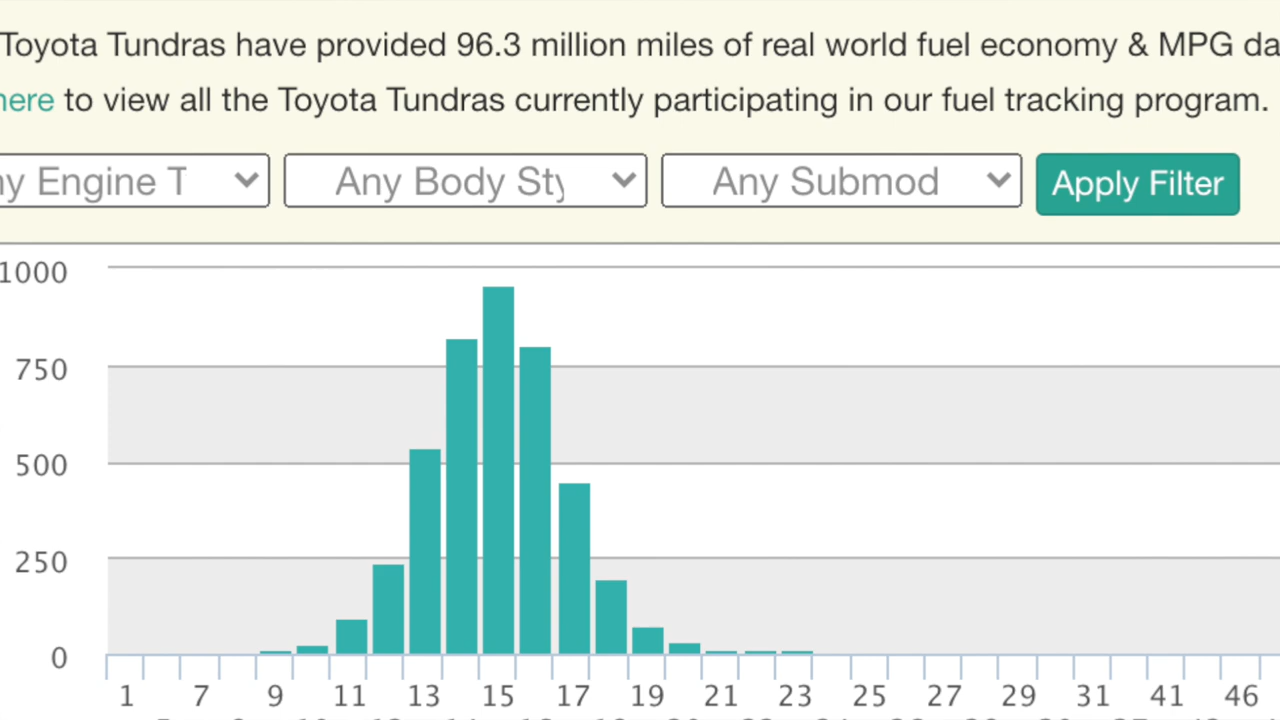 Toyota Tundras have provided 96.3 million miles of real world fuel economy & MPG
to view all the Toyota Tundras currently participating in our fuel tracking program.
Engine Any Body Any Apply Filter
1000
750
500
250
0
1 7 9 11 13 15 17 19 21 23 25 27 29 31 41 46